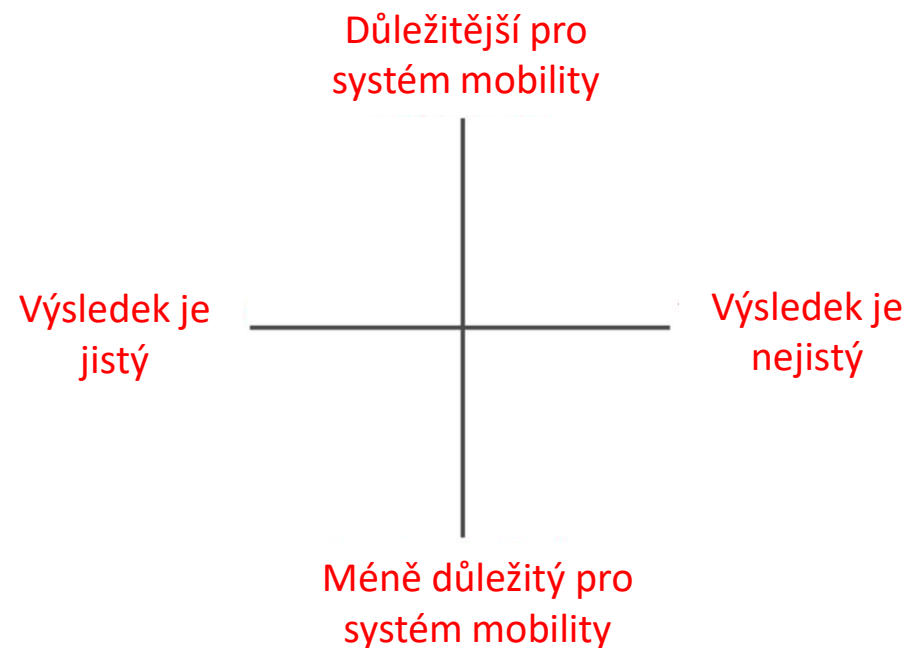 Důležitější pro
systém mobility
Výsledek je
jistý
Výsledek je
nejistý
Méně důležitý pro
systém mobility